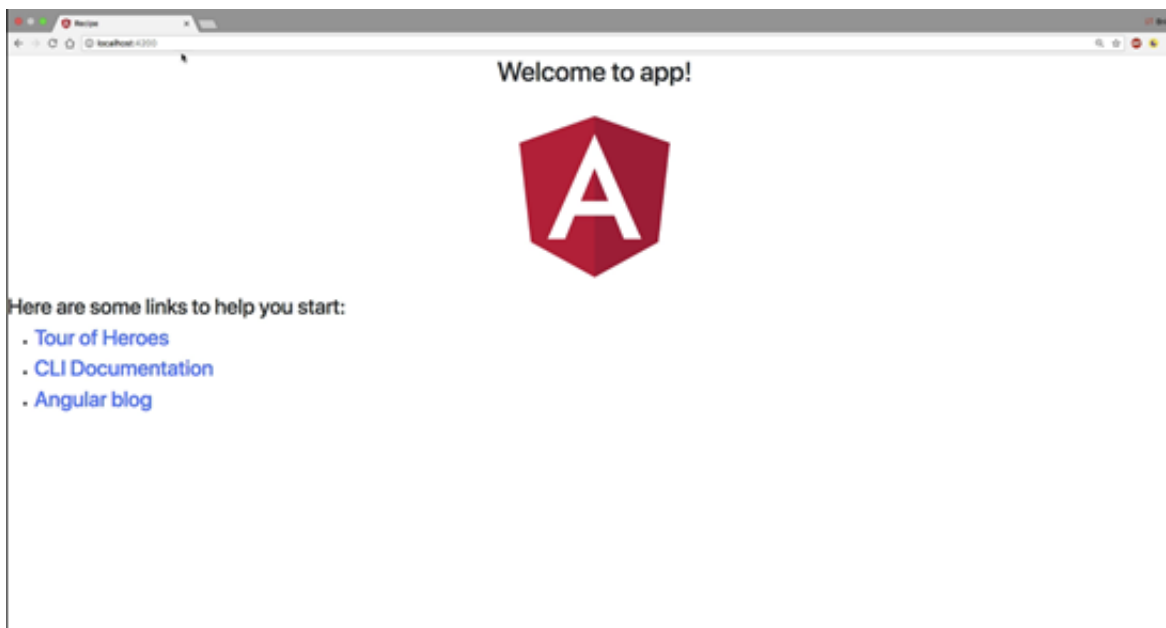 Recipe
localhost:4200
Welcome to app!
A
Here are some links to help you start:
Tour of Heroes
CLI Documentation
Angular blog